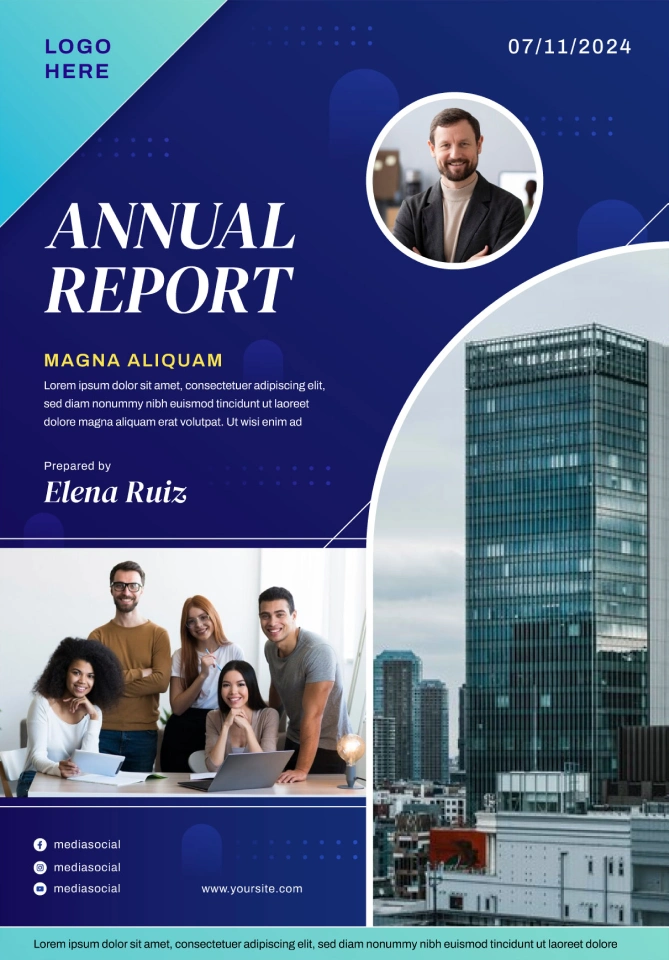 LOGO
HERE
07/11/2024
ANNUAL
REPORT
MAGNA ALIQUAM
Lorem ipsum dolor sit amet, consectetuer adipiscing elit,
sed diam nonummy nibh euismod tincidunt ut laoreet
dolore magna aliquam erat volutpat. Ut wisi enim ad
Prepared by
Elena Ruiz
mediasocial
mediasocial
mediasocial
www.yoursite.com
Lorem ipsum dolor sit amet, consectetuer adipiscing elit, sed diam nonummy nibh euismod tincidunt ut laoreet dolore